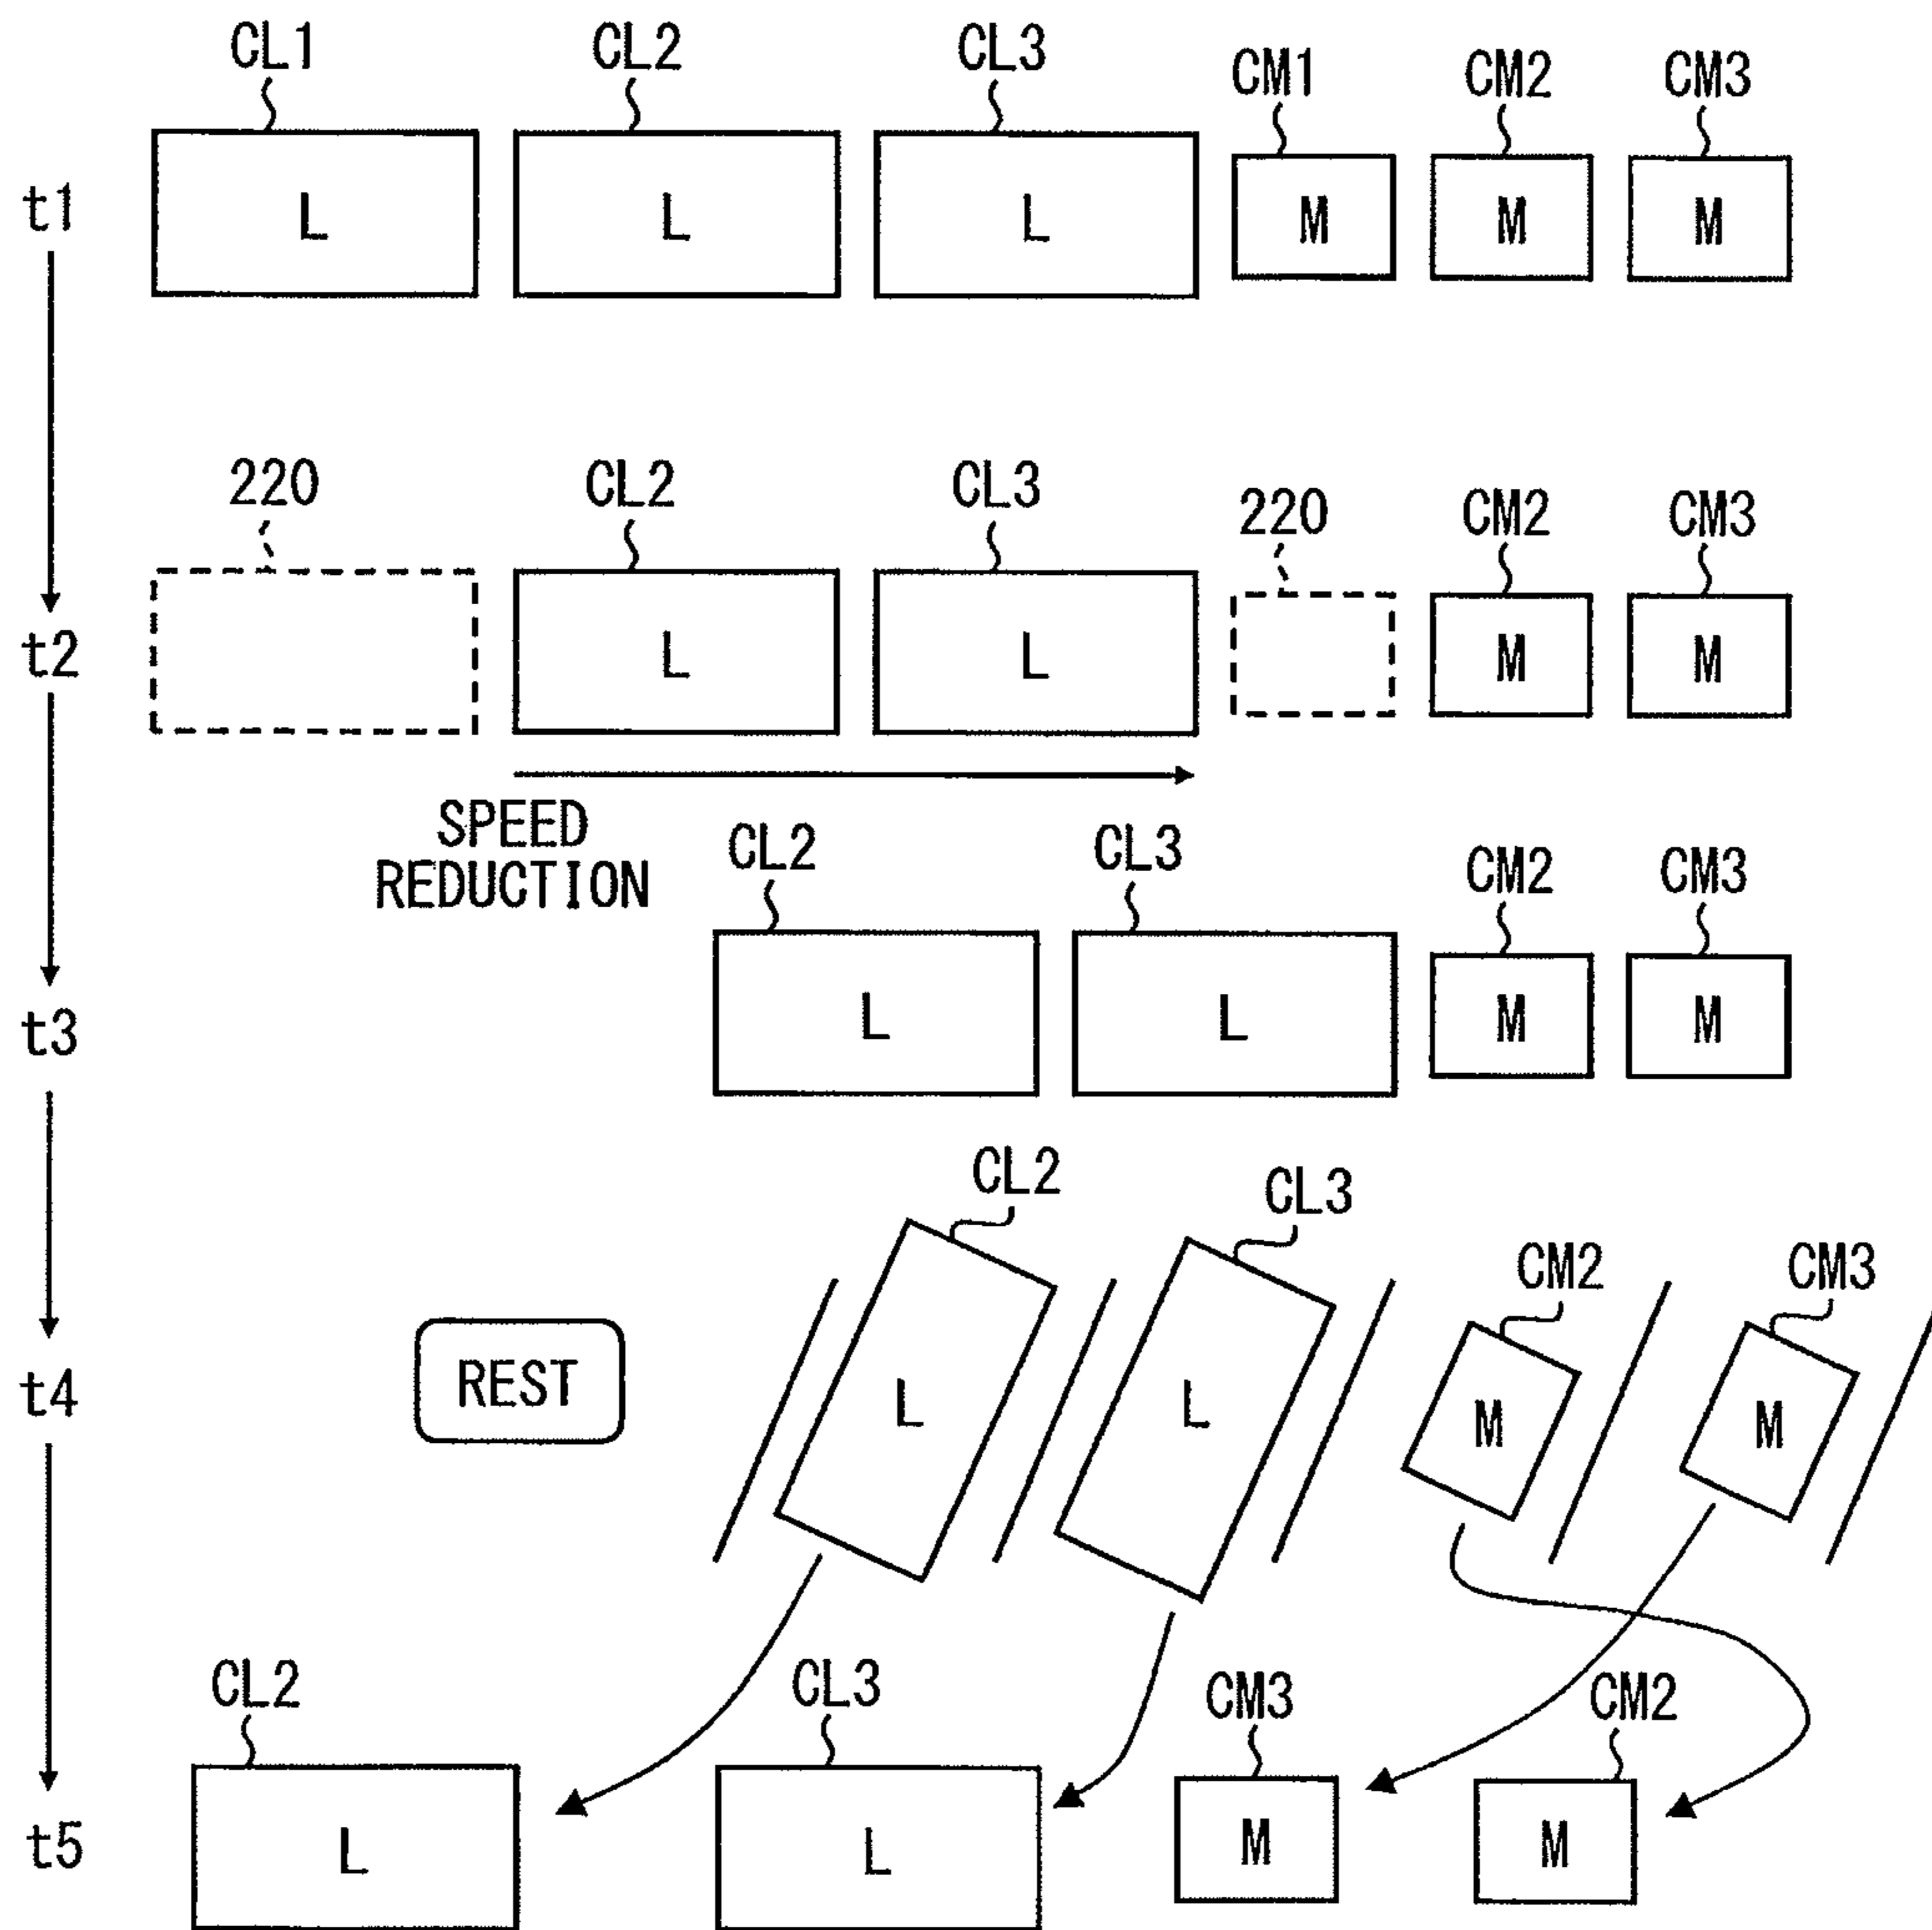 CL1 CL2 CL3 CM1 CM2 CM3
t1 L L L M M M
220 CL2 CL3 220 CM2 CM3
t2 L L M M
SPEED
REDUCTION
CL2 CL3 CM2 CM3
t3 L L M M
CL2 CL3 CM2 CM3
t4 REST L L M M
CL2 CL3 CM3 CM2
t5 L L M M